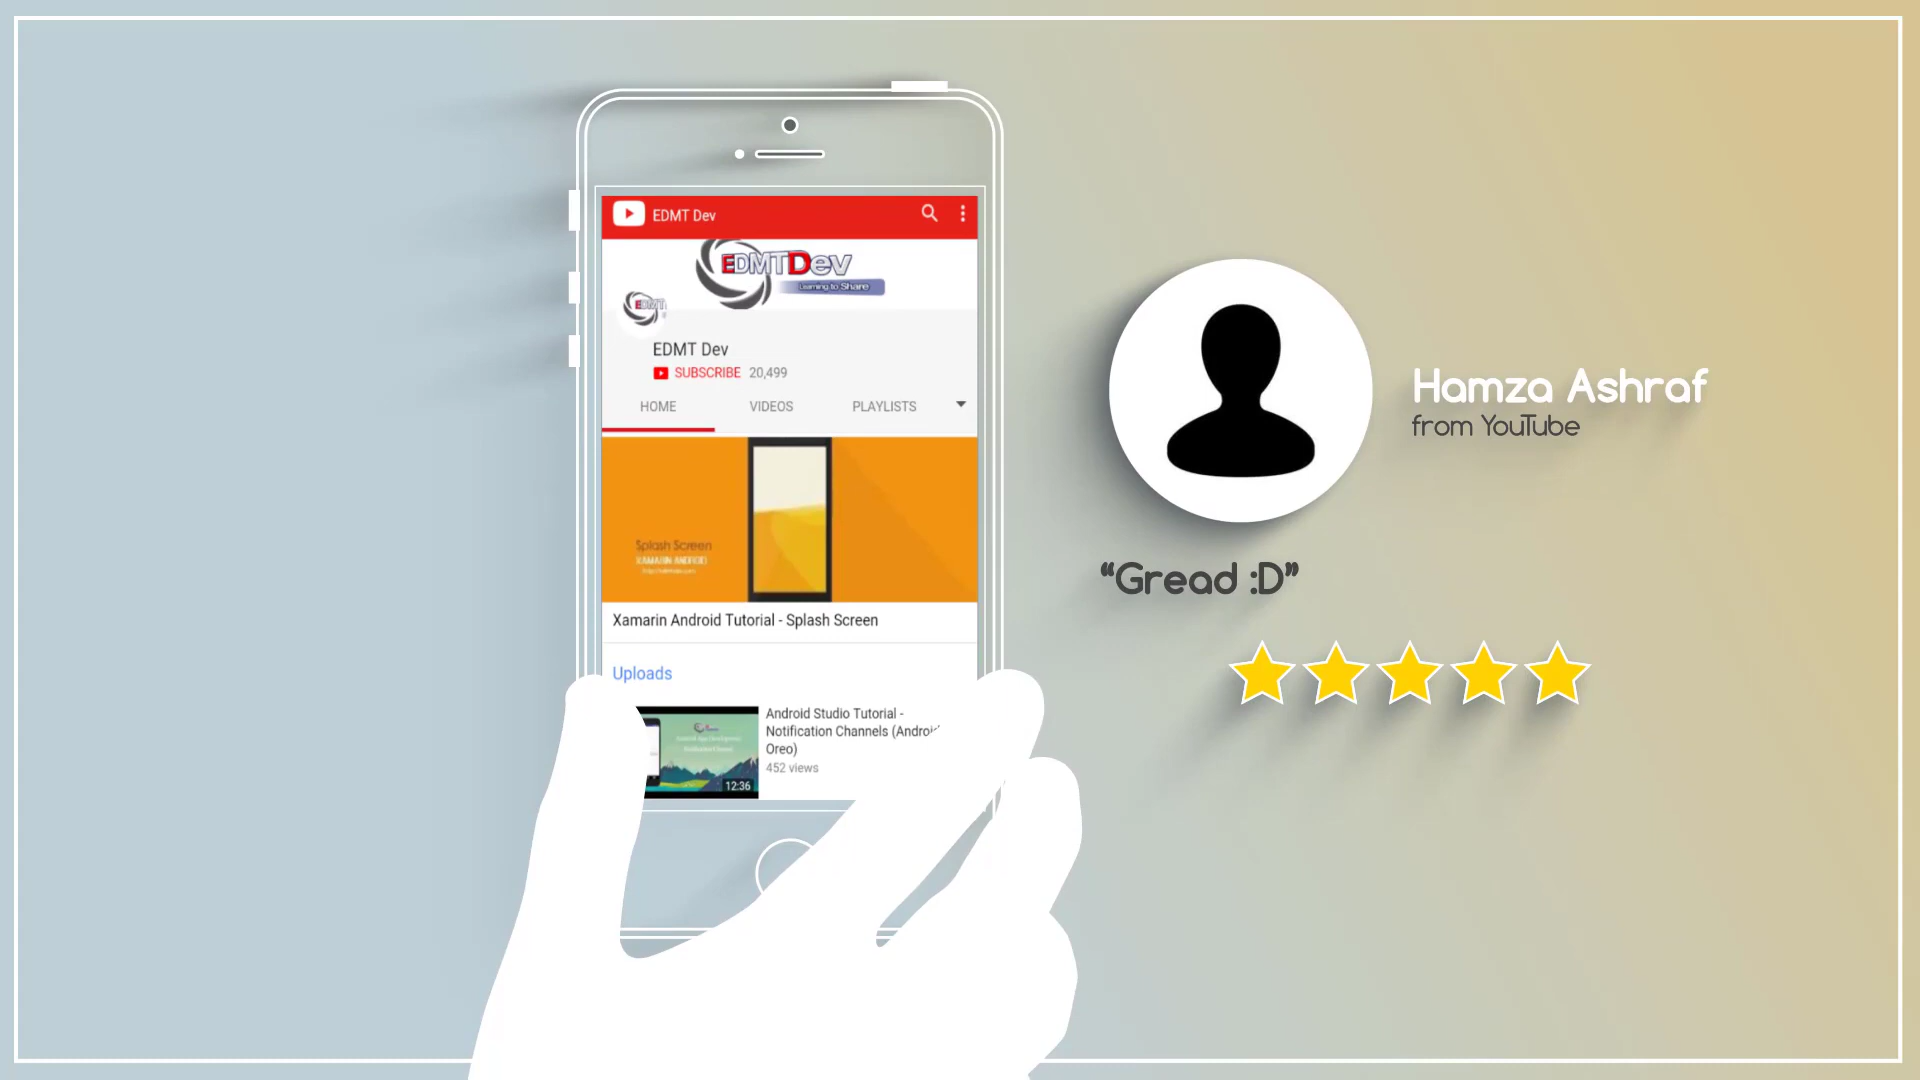 EDMT Dev
EDMTDev
Learning to Share
EDMT
EDMT Dev
SUBSCRIBE 20,499
HOME VIDEOS PLAYLISTS
Splash Screen
XAMARIN ANDROID
Xamarin Android Tutorial - Splash Screen
Uploads
Android Studio Tutorial -
Notification Channels (Android
Oreo)
452 views
12:36
Hamza Ashraf
from YouTube
“Gread :D”